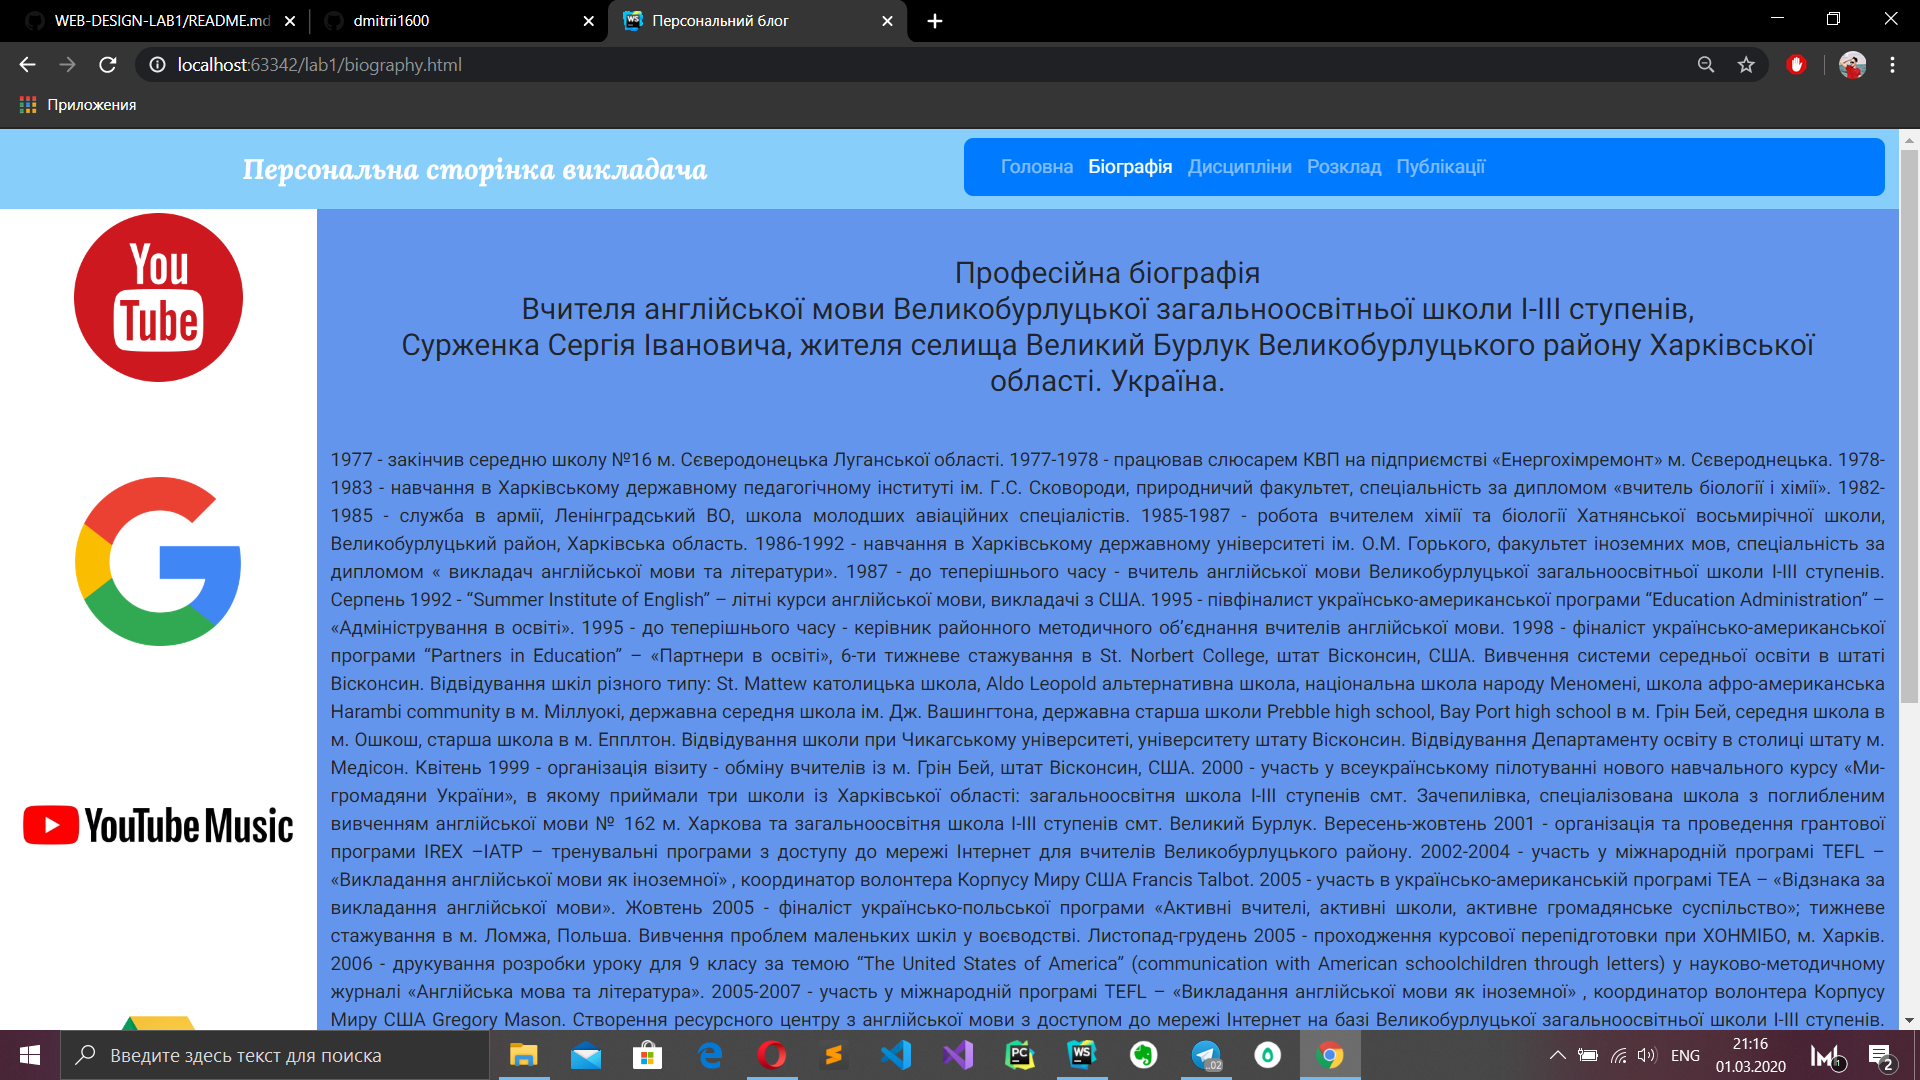 WEB-DESIGN-LAB1/README.md
dmitrii1600
Персональний блог
localhost:63342/lab1/biography.html
Приложения
Персональна сторінка викладача
Головна Біографія Дисципліни Розклад Публікації
You
Tube
YouTube Music
Професійна біографія
Вчителя англійської мови Великобурлуцької загальноосвітньої школи І-ІІІ ступенів,
Сурженка Сергія Івановича, жителя селища Великий Бурлук Великобурлуцького району Харківської
області. Україна.
1977 - закінчив середню школу №16 м. Сєверодонецька Луганської області. 1977-1978 - працював слюсарем КВП на підприємстві «Енергохімремонт» м. Сєвероднецька. 1978-
1983 - навчання в Харківському державному педагогічному інституті ім. Г.С. Сковороди, природничий факультет, спеціальність за дипломом «вчитель біології і хімії». 1982-
1985 - служба в армії, Ленінградський ВО, школа молодших авіаційних спеціалістів. 1985-1987 - робота вчителем хімії та біології Хатнянської восьмирічної школи,
Великобурлуцький район, Харківська область. 1986-1992 - навчання в Харківському державному університеті ім. О.М. Горького, факультет іноземних мов, спеціальність за
дипломом « викладач англійської мови та літератури». 1987 - до теперішнього часу - вчитель англійської мови Великобурлуцької загальноосвітньої школи І-ІІІ ступенів.
Серпень 1992 - “Summer Institute of English” – літні курси англійської мови, викладачі з США. 1995 - півфіналист українсько-американської програми “Education Administration” –
«Адміністрування в освіті». 1995 - до теперішнього часу - керівник районного методичного об’єднання вчителів англійської мови. 1998 - фіналіст українсько-американської
програми “Partners in Education” – «Партнери в освіті», 6-ти тижневе стажування в St. Norbert College, штат Вісконсин, США. Вивчення системи середньої освіти в штаті
Вісконсин. Відвідування шкіл різного типу: St. Mattew католицька школа, Aldo Leopold альтернативна школа, національна школа народу Меномені, школа афро-американська
Harambi community в м. Міллуокі, державна середня школа ім. Дж. Вашингтона, державна старша школи Prebble high school, Bay Port high school в м. Грін Бей, середня школа в
м. Ошкош, старша школа в м. Епплтон. Відвідування школи при Чикагському університеті, університету штату Вісконсин. Відвідування Департаменту освіту в столиці штату м.
Медісон. Квітень 1999 - організація візиту - обміну вчителів із м. Грін Бей, штат Вісконсин, США. 2000 - участь у всеукраїнському пілотуванні нового навчального курсу «Ми-
громадяни України», в якому приймали три школи із Харківської області: загальноосвітня школа І-ІІІ ступенів смт. Зачепилівка, спеціалізована школа з поглибленим
вивченням англійської мови № 162 м. Харкова та загальноосвітня школа І-ІІІ ступенів смт. Великий Бурлук. Вересень-жовтень 2001 - організація та проведення грантової
програми IREX –IATP – тренувальні програми з доступу до мережі Інтернет для вчителів Великобурлуцького району. 2002-2004 - участь у міжнародній програмі TEFL –
«Викладання англійської мови як іноземної» , координатор волонтера Корпусу Миру США Francis Talbot. 2005 - участь в українсько-американській програмі TEA – «Відзнака за
викладання англійської мови». Жовтень 2005 - фіналіст українсько-польської програми «Активні вчителі, активні школи, активне громадянське суспільство»; тижневе
стажування в м. Ломжа, Польша. Вивчення проблем маленьких шкіл у воєводстві. Листопад-грудень 2005 - проходження курсової перепідготовки при ХОНМІБО, м. Харків.
2006 - друкування розробки уроку для 9 класу за темою “The United States of America” (communication with American schoolchildren through letters) у науково-методичному
журналі «Англійська мова та література». 2005-2007 - участь у міжнародній програмі TEFL – «Викладання англійської мови як іноземної» , координатор волонтера Корпусу
Миру США Gregory Mason. Створення ресурсного центру з англійської мови з доступом до мережі Інтернет на базі Великобурлуцької загальноосвітньої школи І-ІІІ ступенів.
Введите здесь текст для поиска
ENG
21:16
01.03.2020
2